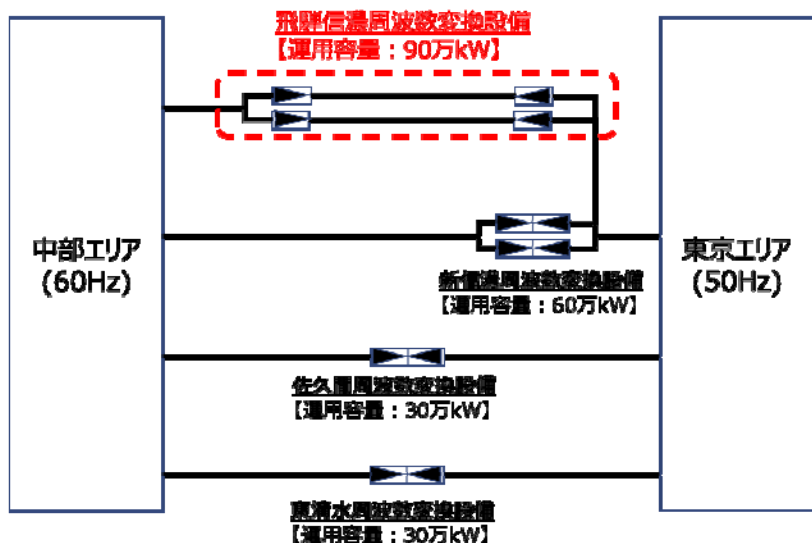 飛騨信濃周波数変換設備
【運用容量：90万kW】
中部エリア
(60Hz)
東京エリア
(50Hz)
新信濃周波数変換設備
【運用容量：60万kW】
佐久間周波数変換設備
【運用容量：30万kW】
東清水周波数変換設備
【運用容量：30万kW】